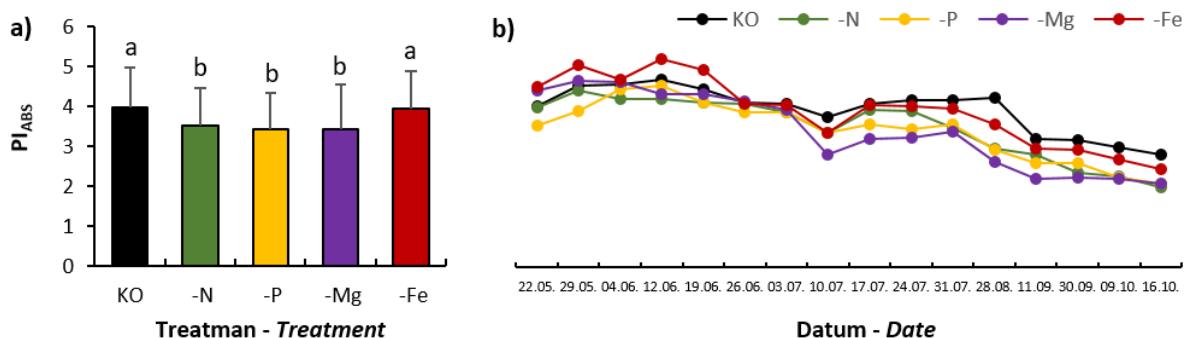 a)
6
5
4
3
2
1
0
PI_ABS
a
b
b
b
a
KO -N -P -Mg -Fe
Treatman - Treatment
b)
KO -N -P -Mg -Fe
22.05. 29.05. 04.06. 12.06. 19.06. 26.06. 03.07. 10.07. 17.07. 24.07. 31.07. 28.08. 11.09. 30.09. 09.10. 16.10.
Datum - Date